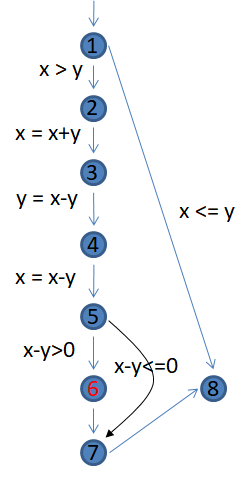 1
x > y
2
x = x+y
3
y = x-y
x <= y
4
x = x-y
5
x-y>0
x-y<=0
6
8
7